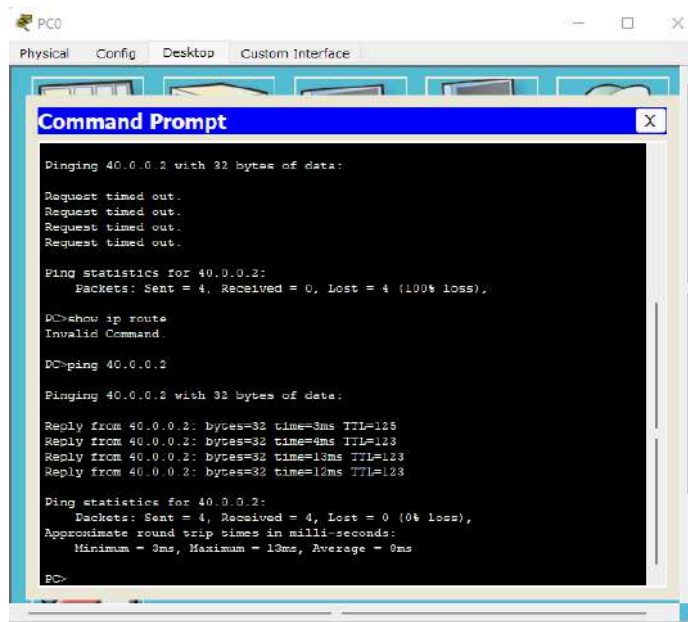 PC0
Physical Config Desktop Custom Interface
Command Prompt X
Pinging 40.0.0.2 with 32 bytes of data:
Request timed out.
Request timed out.
Request timed out.
Request timed out.
Ping statistics for 40.0.0.2:
Packets: Sent = 4, Received = 0, Lost = 4 (100% loss),
PC>show ip route
Invalid Command.
PC>ping 40.0.0.2
Pinging 40.0.0.2 with 32 bytes of data:
Reply from 40.0.0.2: bytes=32 time=3ms TTL=125
Reply from 40.0.0.2: bytes=32 time=4ms TTL=123
Reply from 40.0.0.2: bytes=32 time=13ms TTL=123
Reply from 40.0.0.2: bytes=32 time=12ms TTL=123
Ping statistics for 40.0.0.2:
Packets: Sent = 4, Received = 4, Lost = 0 (0% loss),
Approximate round trip times in milli-seconds:
Minimum = 3ms, Maximum = 13ms, Average = 8ms
PC>